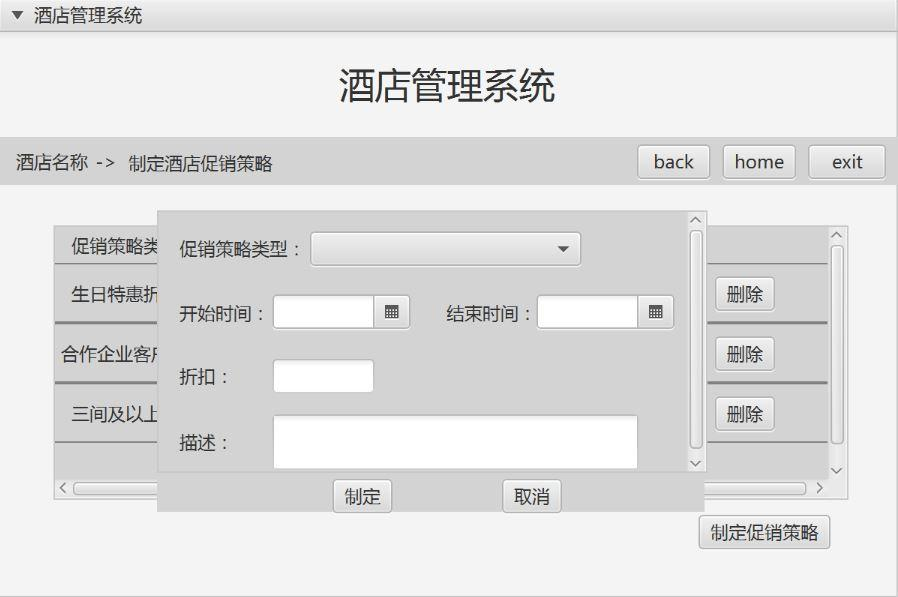 酒店管理系统
酒店管理系统
酒店名称 -> 制定酒店促销策略 back home exit
促销策略类
促销策略类型：
生日特惠折 删除
开始时间： 结束时间：
合作企业客户 删除
折扣：
三间及以上 删除
描述：
制定 取消
制定促销策略